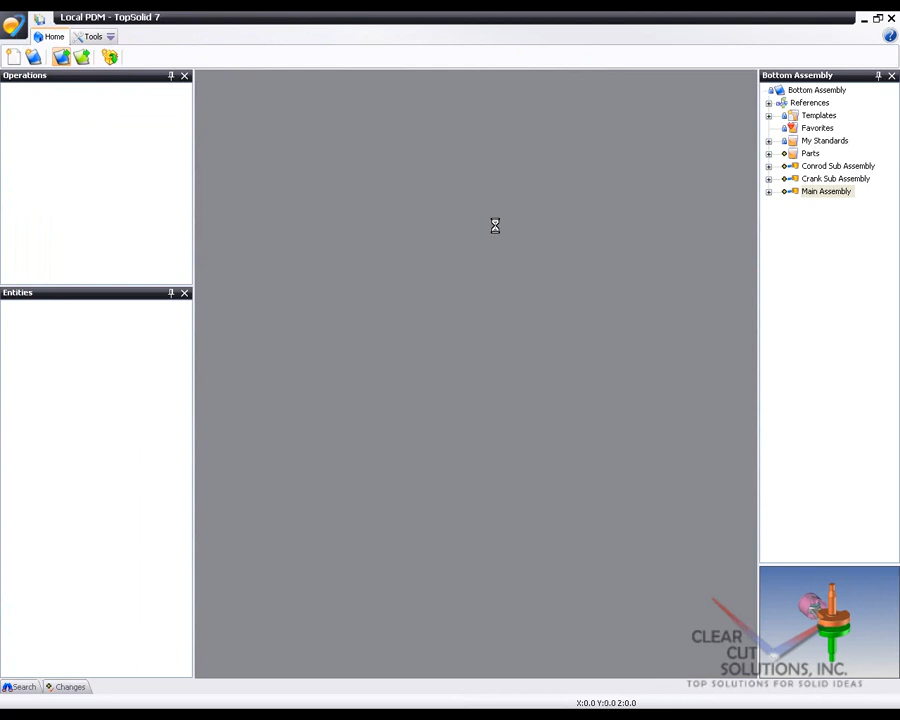 Local PDM - TopSolid 7
Home
Tools
Operations
Bottom Assembly
Bottom Assembly
References
Templates
Favorites
My Standards
Parts
Conrod Sub Assembly
Crank Sub Assembly
Main Assembly
Entities
CLEAR
CUT
SOLUTIONS, INC.
TOP SOLUTIONS FOR SOLID IDEAS
Search
Changes
X:0.0 Y:0.0 Z:0.0